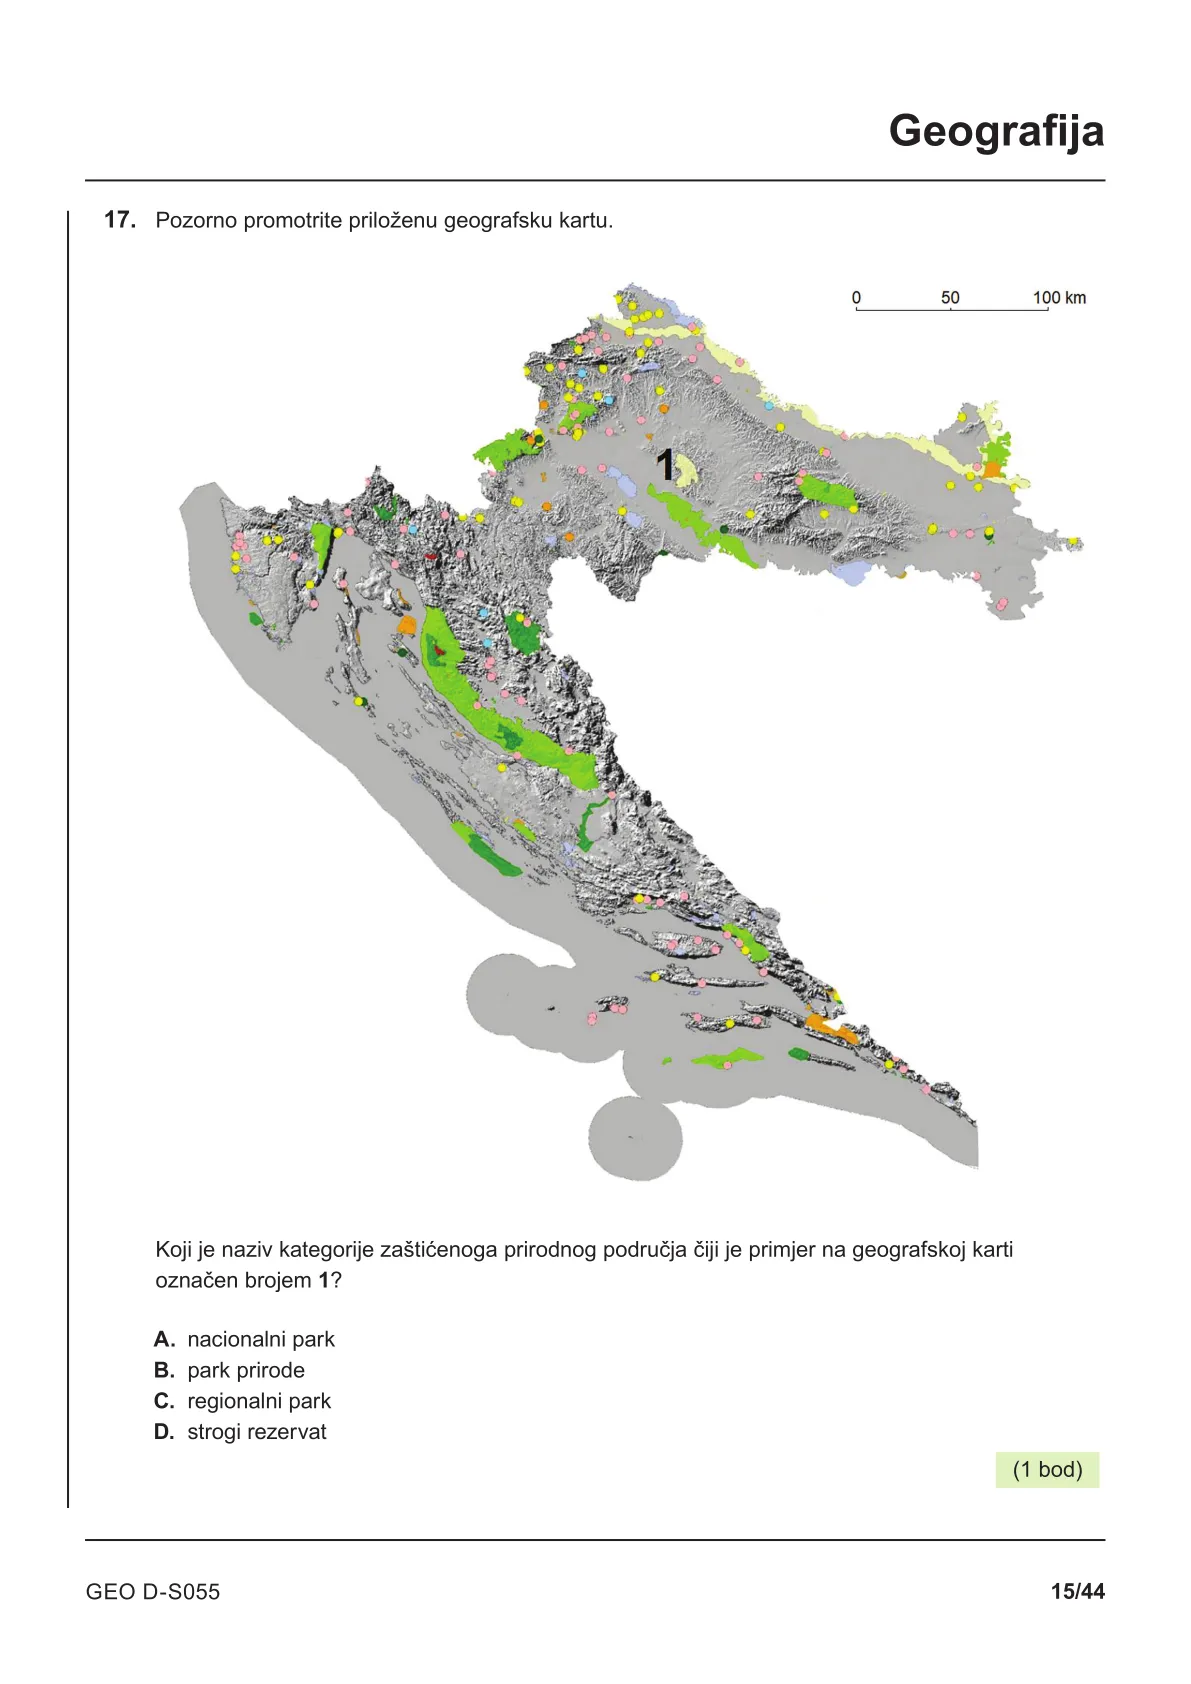 Geografija
17. Pozorno promotrite priloženu geografsku kartu.
0 50 100 km
1
Koji je naziv kategorije zaštićenoga prirodnog područja čiji je primjer na geografskoj karti
označen brojem 1?
A. nacionalni park
B. park prirode
C. regionalni park
D. strogi rezervat
(1 bod)
GEO D-S055
15/44